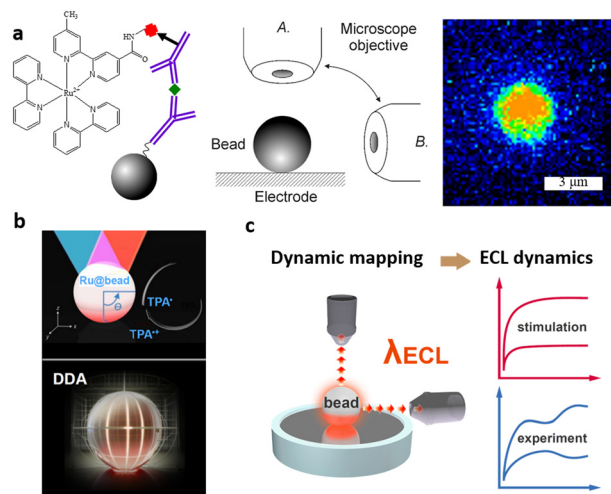 a
CH₃
HN
O
N
N
N
N
N
N
Ru²⁺
A.
Microscope
objective
Bead
B.
Electrode
3 μm
b
Ru@bead
TPA•
θ
TPA•+
z
y
x
DDA
c
Dynamic mapping
ECL dynamics
λECL
bead
stimulation
experiment